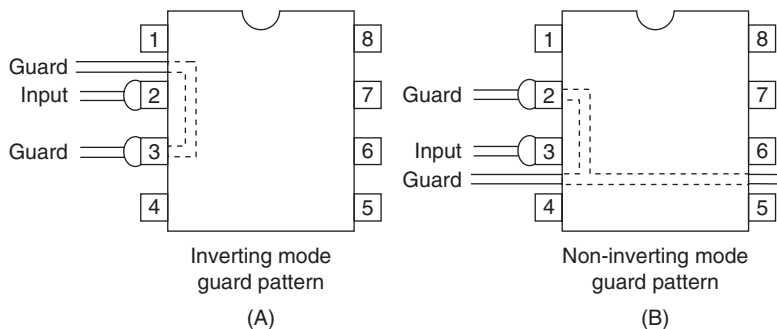 1 8
Guard
Input 2 7
Guard 3 6
4 5
Inverting mode
guard pattern
(A)
1 8
Guard 2 7
Input 3 6
Guard
4 5
Non-inverting mode
guard pattern
(B)